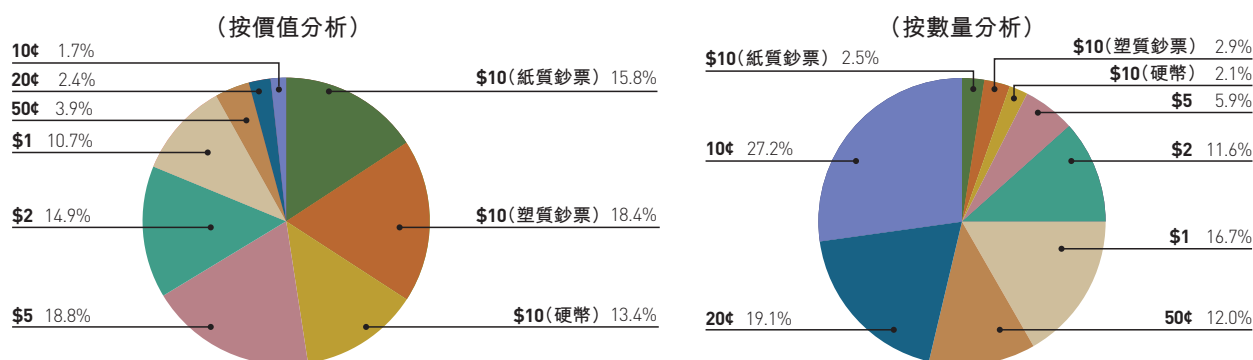 (按價值分析)
10¢ 1.7%
20¢ 2.4%
50¢ 3.9%
$1 10.7%
$2 14.9%
$5 18.8%
$10(紙質鈔票) 15.8%
$10(塑質鈔票) 18.4%
$10(硬幣) 13.4%
(按數量分析)
$10(紙質鈔票) 2.5%
10¢ 27.2%
20¢ 19.1%
$10(塑質鈔票) 2.9%
$10(硬幣) 2.1%
$5 5.9%
$2 11.6%
$1 16.7%
50¢ 12.0%